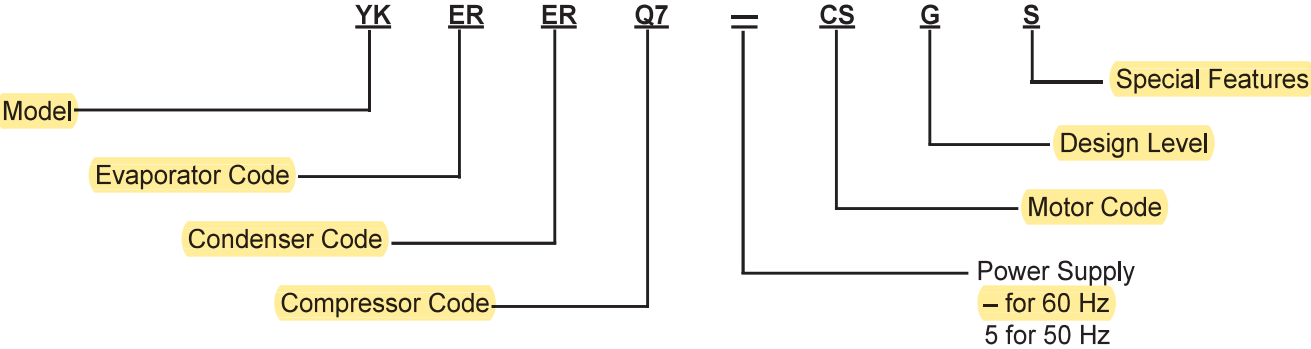 YK ER ER Q7 – CS G S
Special Features
Model
Design Level
Evaporator Code
Motor Code
Condenser Code
Power Supply
Compressor Code
– for 60 Hz
5 for 50 Hz